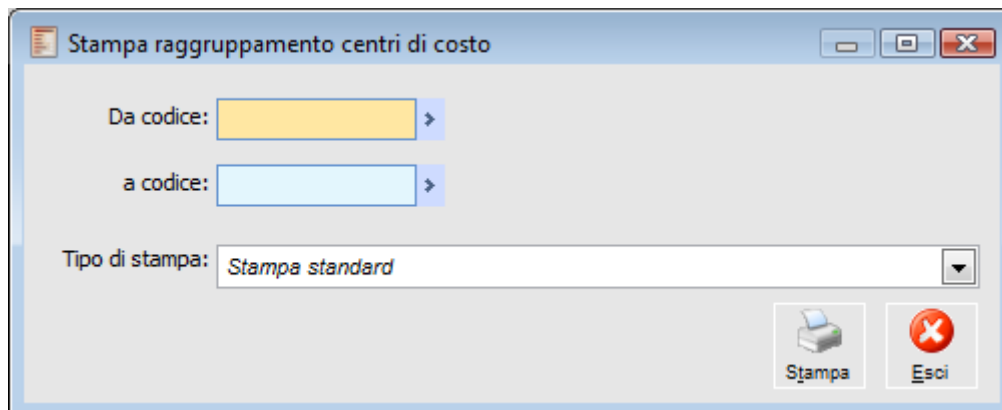 Stampa raggruppamento centri di costo
Da codice:
a codice:
Tipo di stampa: Stampa standard
Stampa Esci